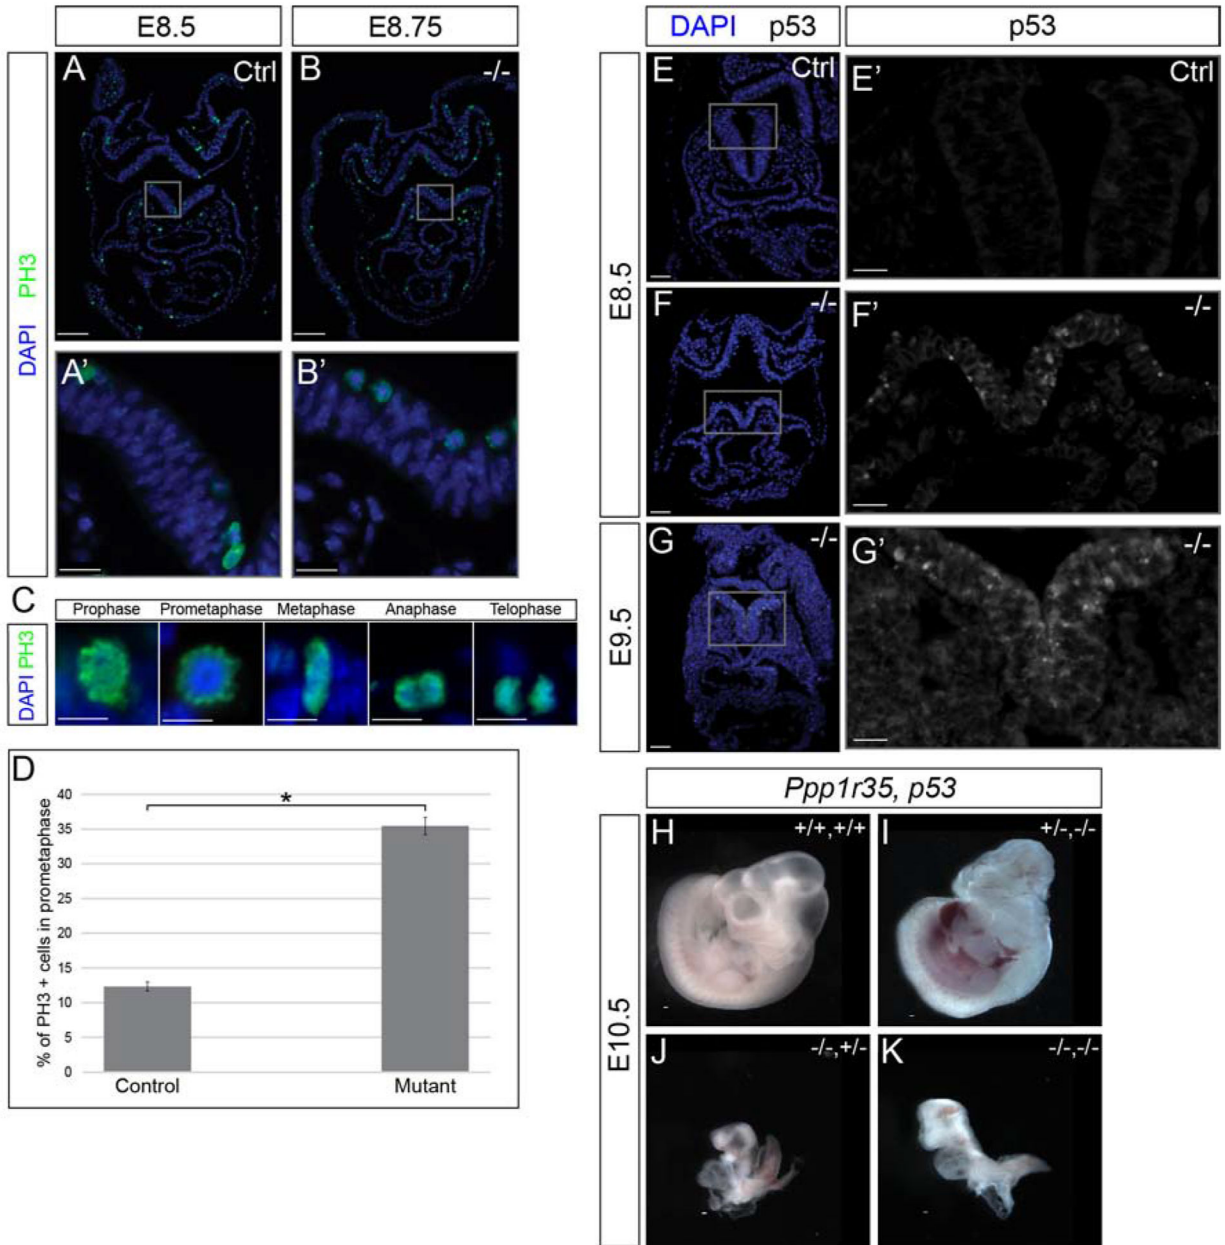 E8.5
E8.75
DAPI PH3
A
Ctrl
B
-/-
A'
B'
C
Prophase
Prometaphase
Metaphase
Anaphase
Telophase
DAPI PH3
D
% of PH3 + cells in prometaphase
40
35
30
25
20
15
10
5
0
*
Control
Mutant
DAPI p53
p53
E8.5
E
Ctrl
E'
Ctrl
F
-/-
F'
-/-
E9.5
G
-/-
G'
-/-
Ppp1r35, p53
E10.5
H
+/+,+/+
I
+/-,-/-
J
-/-,+/-
K
-/-,-/-